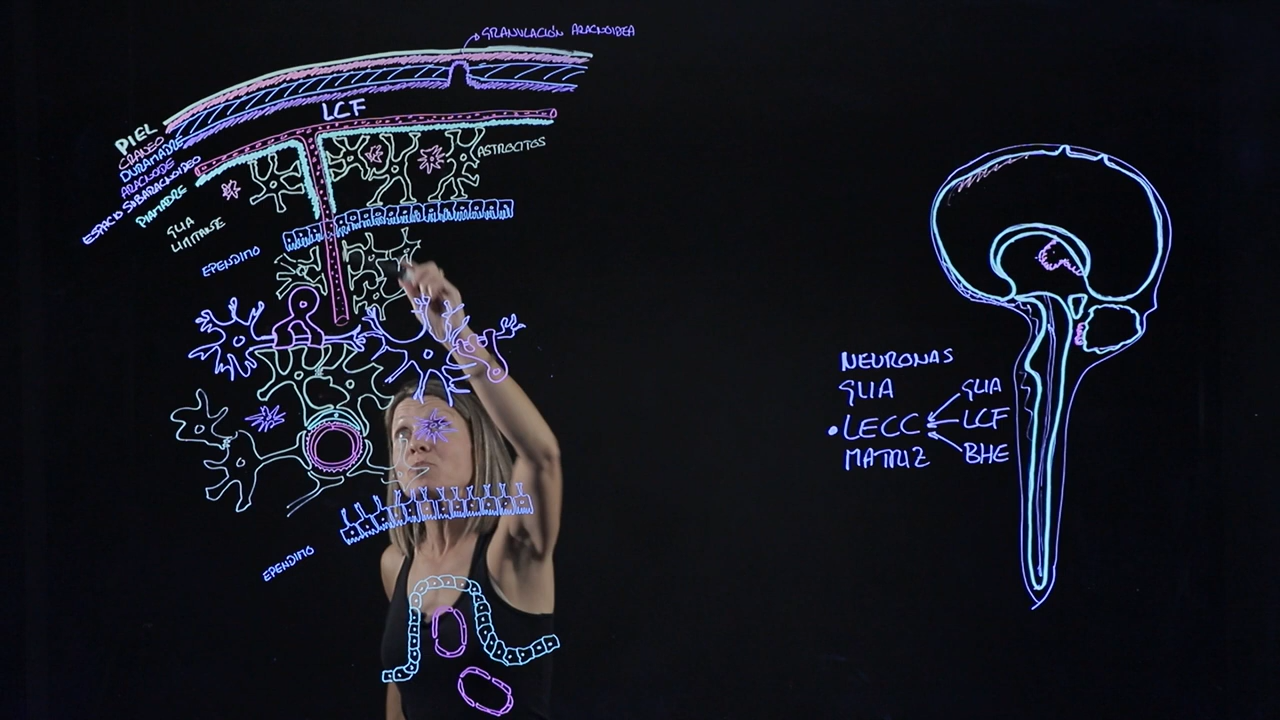 GRANULACIÓN ARACNOIDEA
LCF
PIEL
CRANEO
DURAMADRE
ARACNOIDE
ESPACIO SUBARACNOIDEO
PIAMADRE
GLIA
LIMITANTE
ASTROCITOS
EPENDIMO
EPENDIMO
NEURONAS
GLIA
• LECC
MATRIZ
GLIA
LCF
BHE